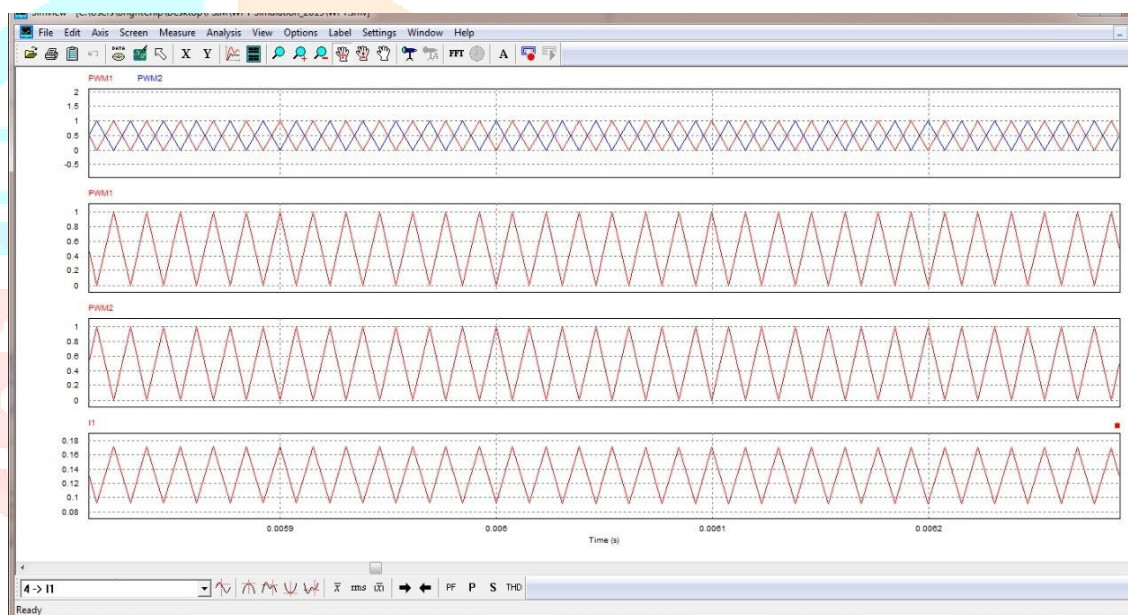 File Edit Axis Screen Measure Analysis View Options Label Settings Window Help
DATA X Y FFT A
PWM1 PWM2
2
1.5
1
0.5
0
-0.5
PWM1
1
0.8
0.6
0.4
0.2
0
PWM2
1
0.8
0.6
0.4
0.2
0
I1
0.18
0.16
0.14
0.12
0.1
0.08
0.0059 0.006 0.0061 0.0062
Time (s)
4 -> I1 x rms |x| PF P S THD
Ready